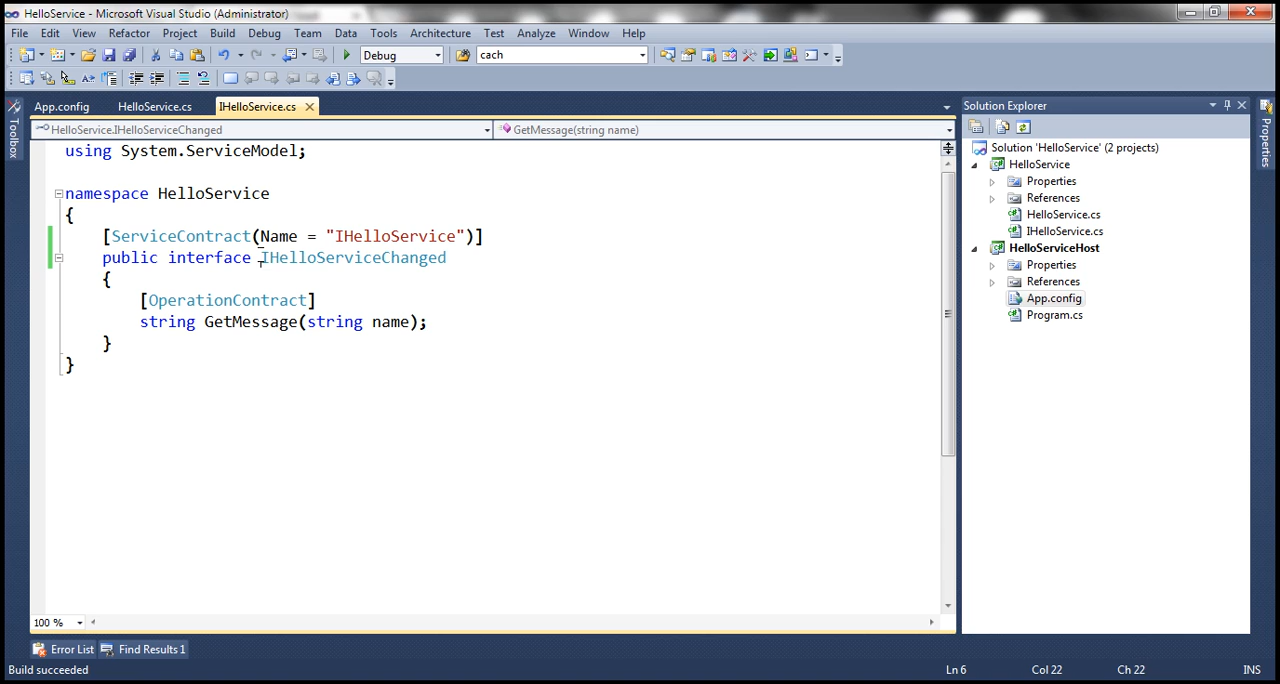 HelloService - Microsoft Visual Studio (Administrator)
File Edit View Refactor Project Build Debug Team Data Tools Architecture Test Analyze Window Help
Debug cach
App.config HelloService.cs IHelloService.cs
HelloService.IHelloServiceChanged GetMessage(string name)
using System.ServiceModel;
namespace HelloService
{
[ServiceContract(Name = "IHelloService")]
public interface IHelloServiceChanged
{
[OperationContract]
string GetMessage(string name);
}
}
100 %
Toolbox
Solution Explorer
Solution 'HelloService' (2 projects)
HelloService
Properties
References
HelloService.cs
IHelloService.cs
HelloServiceHost
Properties
References
App.config
Program.cs
Properties
Error List Find Results 1
Build succeeded Ln 6 Col 22 Ch 22 INS